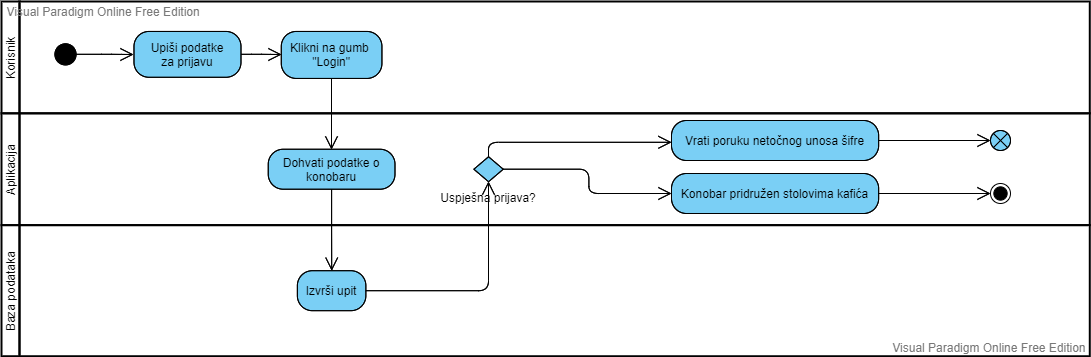 Visual Paradigm Online Free Edition
Korisnik
Upiši podatke
za prijavu
Klikni na gumb
"Login"
Aplikacija
Dohvati podatke o
konobaru
Uspješna prijava?
Vrati poruku netočnog unosa šifre
Konobar pridružen stolovima kafića
Baza podataka
Izvrši upit
Visual Paradigm Online Free Edition